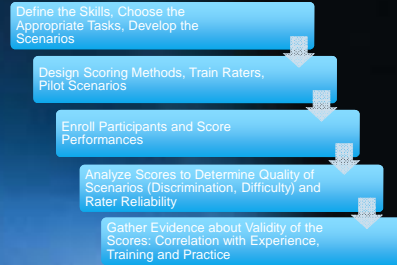 Define the Skills, Choose the
Appropriate Tasks, Develop the
Scenarios
Design Scoring Methods, Train Raters,
Pilot Scenarios
Enroll Participants and Score
Performances
Analyze Scores to Determine Quality of
Scenarios (Discrimination, Difficulty) and
Rater Reliability
Gather Evidence about Validity of the
Scores: Correlation with Experience,
Training and Practice